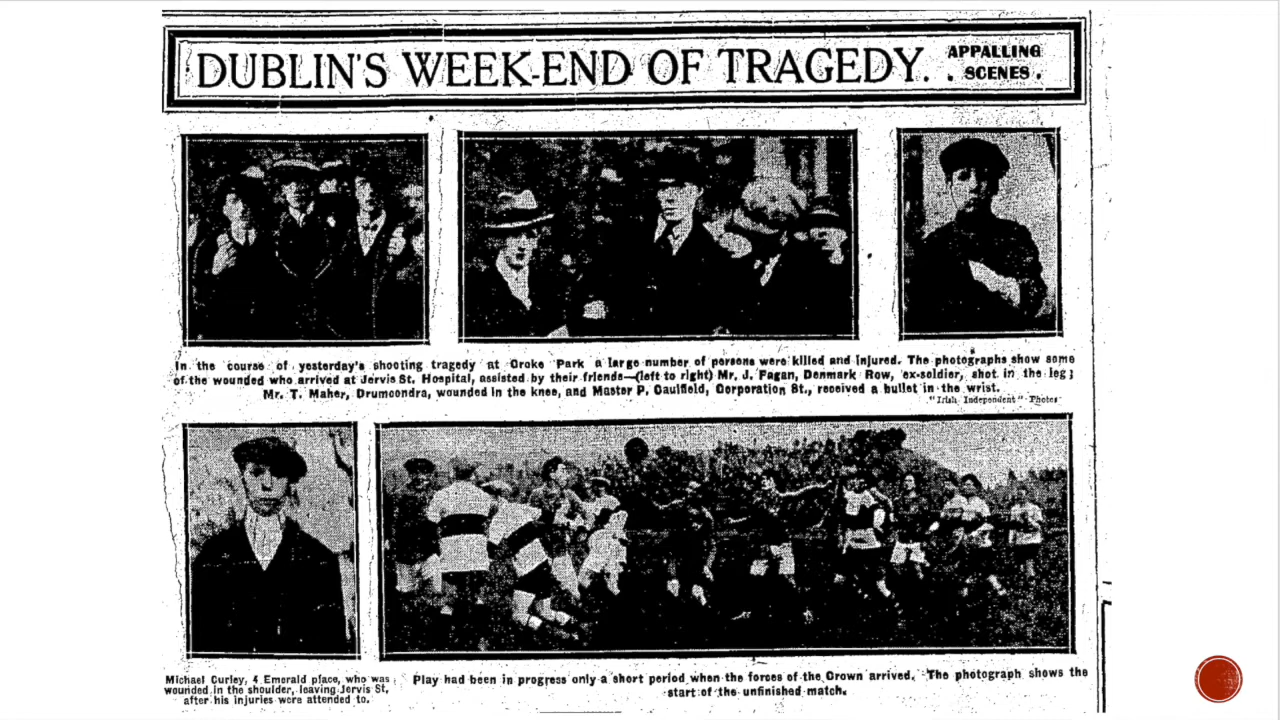 DUBLIN'S WEEK-END OF TRAGEDY. APPALLING
. SCENES .
In the course of yesterday's shooting tragedy at Croke Park a large number of persons were killed and injured. The photographs show some
of the wounded who arrived at Jervis St. Hospital, assisted by their friends—(left to right) Mr. J. Fagan, Denmark Row, ex-soldier, shot in the leg;
Mr. T. Maher, Drumcondra, wounded in the knee, and Master P. Caulfield, Corporation St., received a bullet in the wrist.
"Irish Independent" Photos
Michael Curley, 4 Emerald place, who was
wounded in the shoulder, leaving Jervis St.
after his injuries were attended to.
Play had been in progress only a short period when the forces of the Crown arrived. The photograph shows the
start of the unfinished match.